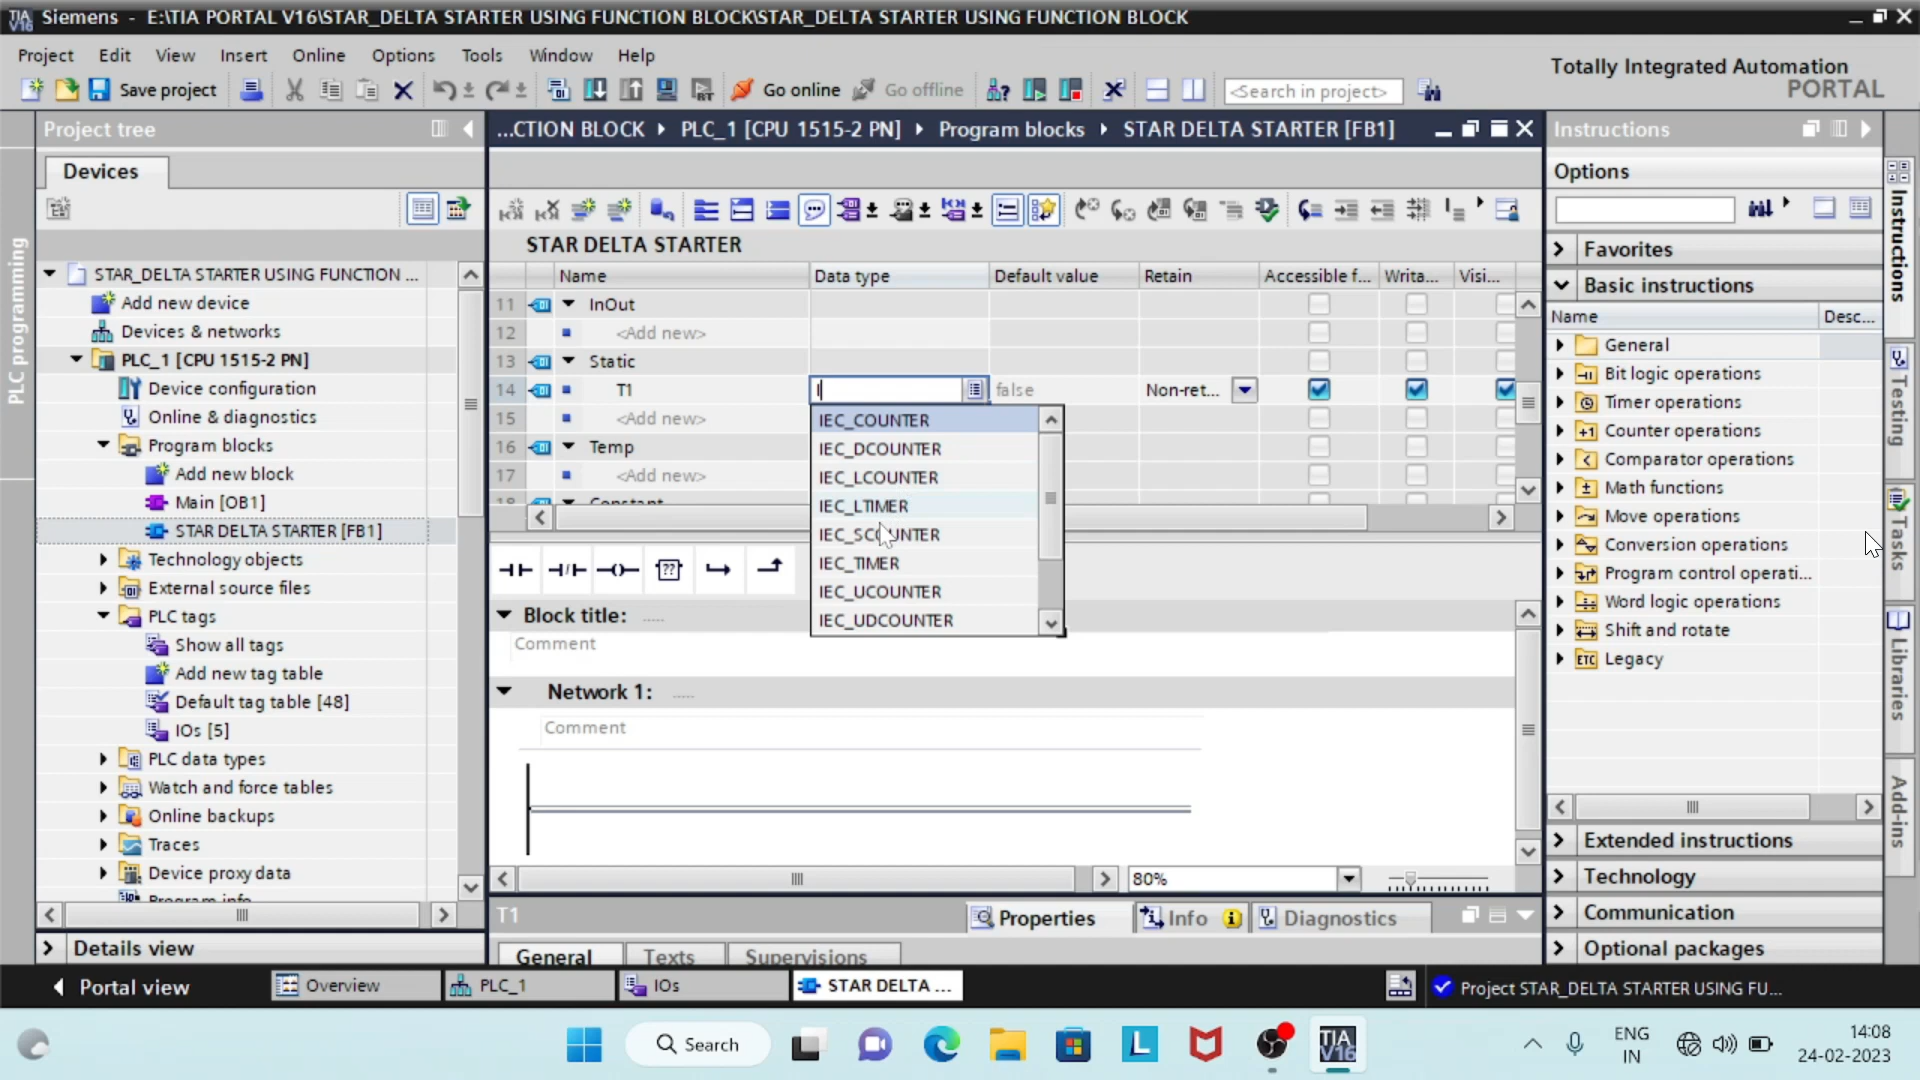 TIA V16 Siemens - E:\TIA PORTAL V16\STAR_DELTA STARTER USING FUNCTION BLOCK\STAR_DELTA STARTER USING FUNCTION BLOCK
Project Edit View Insert Online Options Tools Window Help
Totally Integrated Automation
PORTAL
Save project Go online Go offline <Search in project>
Project tree
...CTION BLOCK PLC_1 [CPU 1515-2 PN] Program blocks STAR DELTA STARTER [FB1]
Instructions
Devices
Options
PLC programming
STAR_DELTA STARTER USING FUNCTION ...
Add new device
Devices & networks
PLC_1 [CPU 1515-2 PN]
Device configuration
Online & diagnostics
Program blocks
Add new block
Main [OB1]
STAR DELTA STARTER [FB1]
Technology objects
External source files
PLC tags
Show all tags
Add new tag table
Default tag table [48]
IOs [5]
PLC data types
Watch and force tables
Online backups
Traces
Device proxy data
Program info
Details view
STAR DELTA STARTER
Name Data type Default value Retain Accessible f... Writa... Visi...
11 InOut
12 <Add new>
13 Static
14 T1 I false Non-ret...
15 <Add new>
16 Temp
17 <Add new>
18 Constant
IEC_COUNTER
IEC_DCOUNTER
IEC_LCOUNTER
IEC_LTIMER
IEC_SCOUNTER
IEC_TIMER
IEC_UCOUNTER
IEC_UDCOUNTER
??
Block title: .....
Comment
Network 1: .....
Comment
80%
T1
Properties Info Diagnostics
General Texts Supervisions
Favorites
Basic instructions
Name Desc...
General
Bit logic operations
Timer operations
Counter operations
Comparator operations
Math functions
Move operations
Conversion operations
Program control operati...
Word logic operations
Shift and rotate
ETC Legacy
Extended instructions
Technology
Communication
Optional packages
Instructions
Testing
Tasks
Libraries
Add-ins
Portal view Overview PLC_1 IOs STAR DELTA ... Project STAR_DELTA STARTER USING FU...
Search
TIA V16
ENG
IN
14:08
24-02-2023